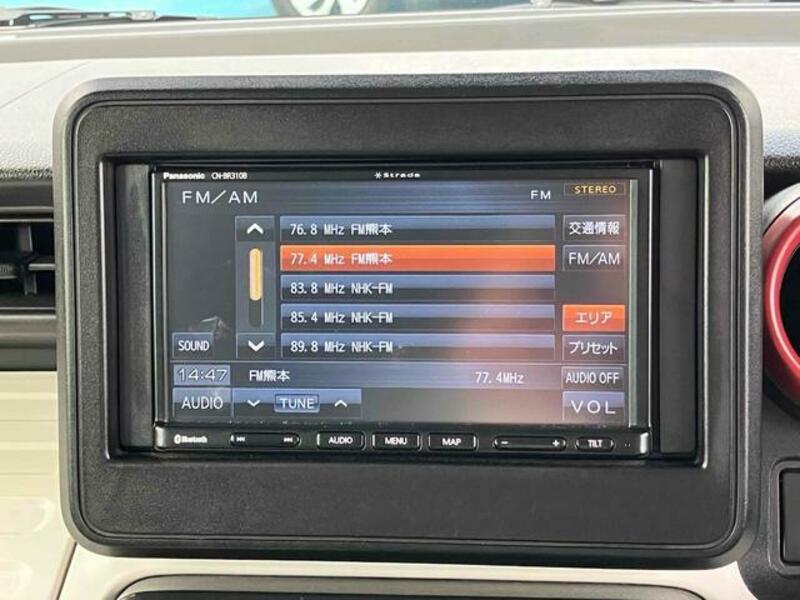 Panasonic CN-BR310B Strada
FM/AM FM STEREO
76.8 MHz FM熊本 交通情報
77.4 MHz FM熊本 FM/AM
83.8 MHz NHK-FM
85.4 MHz NHK-FM エリア
SOUND 89.8 MHz NHK-FM プリセット
14:47 FM熊本 77.4MHz AUDIO OFF
AUDIO TUNE VOL
Bluetooth AUDIO MENU MAP − + TILT